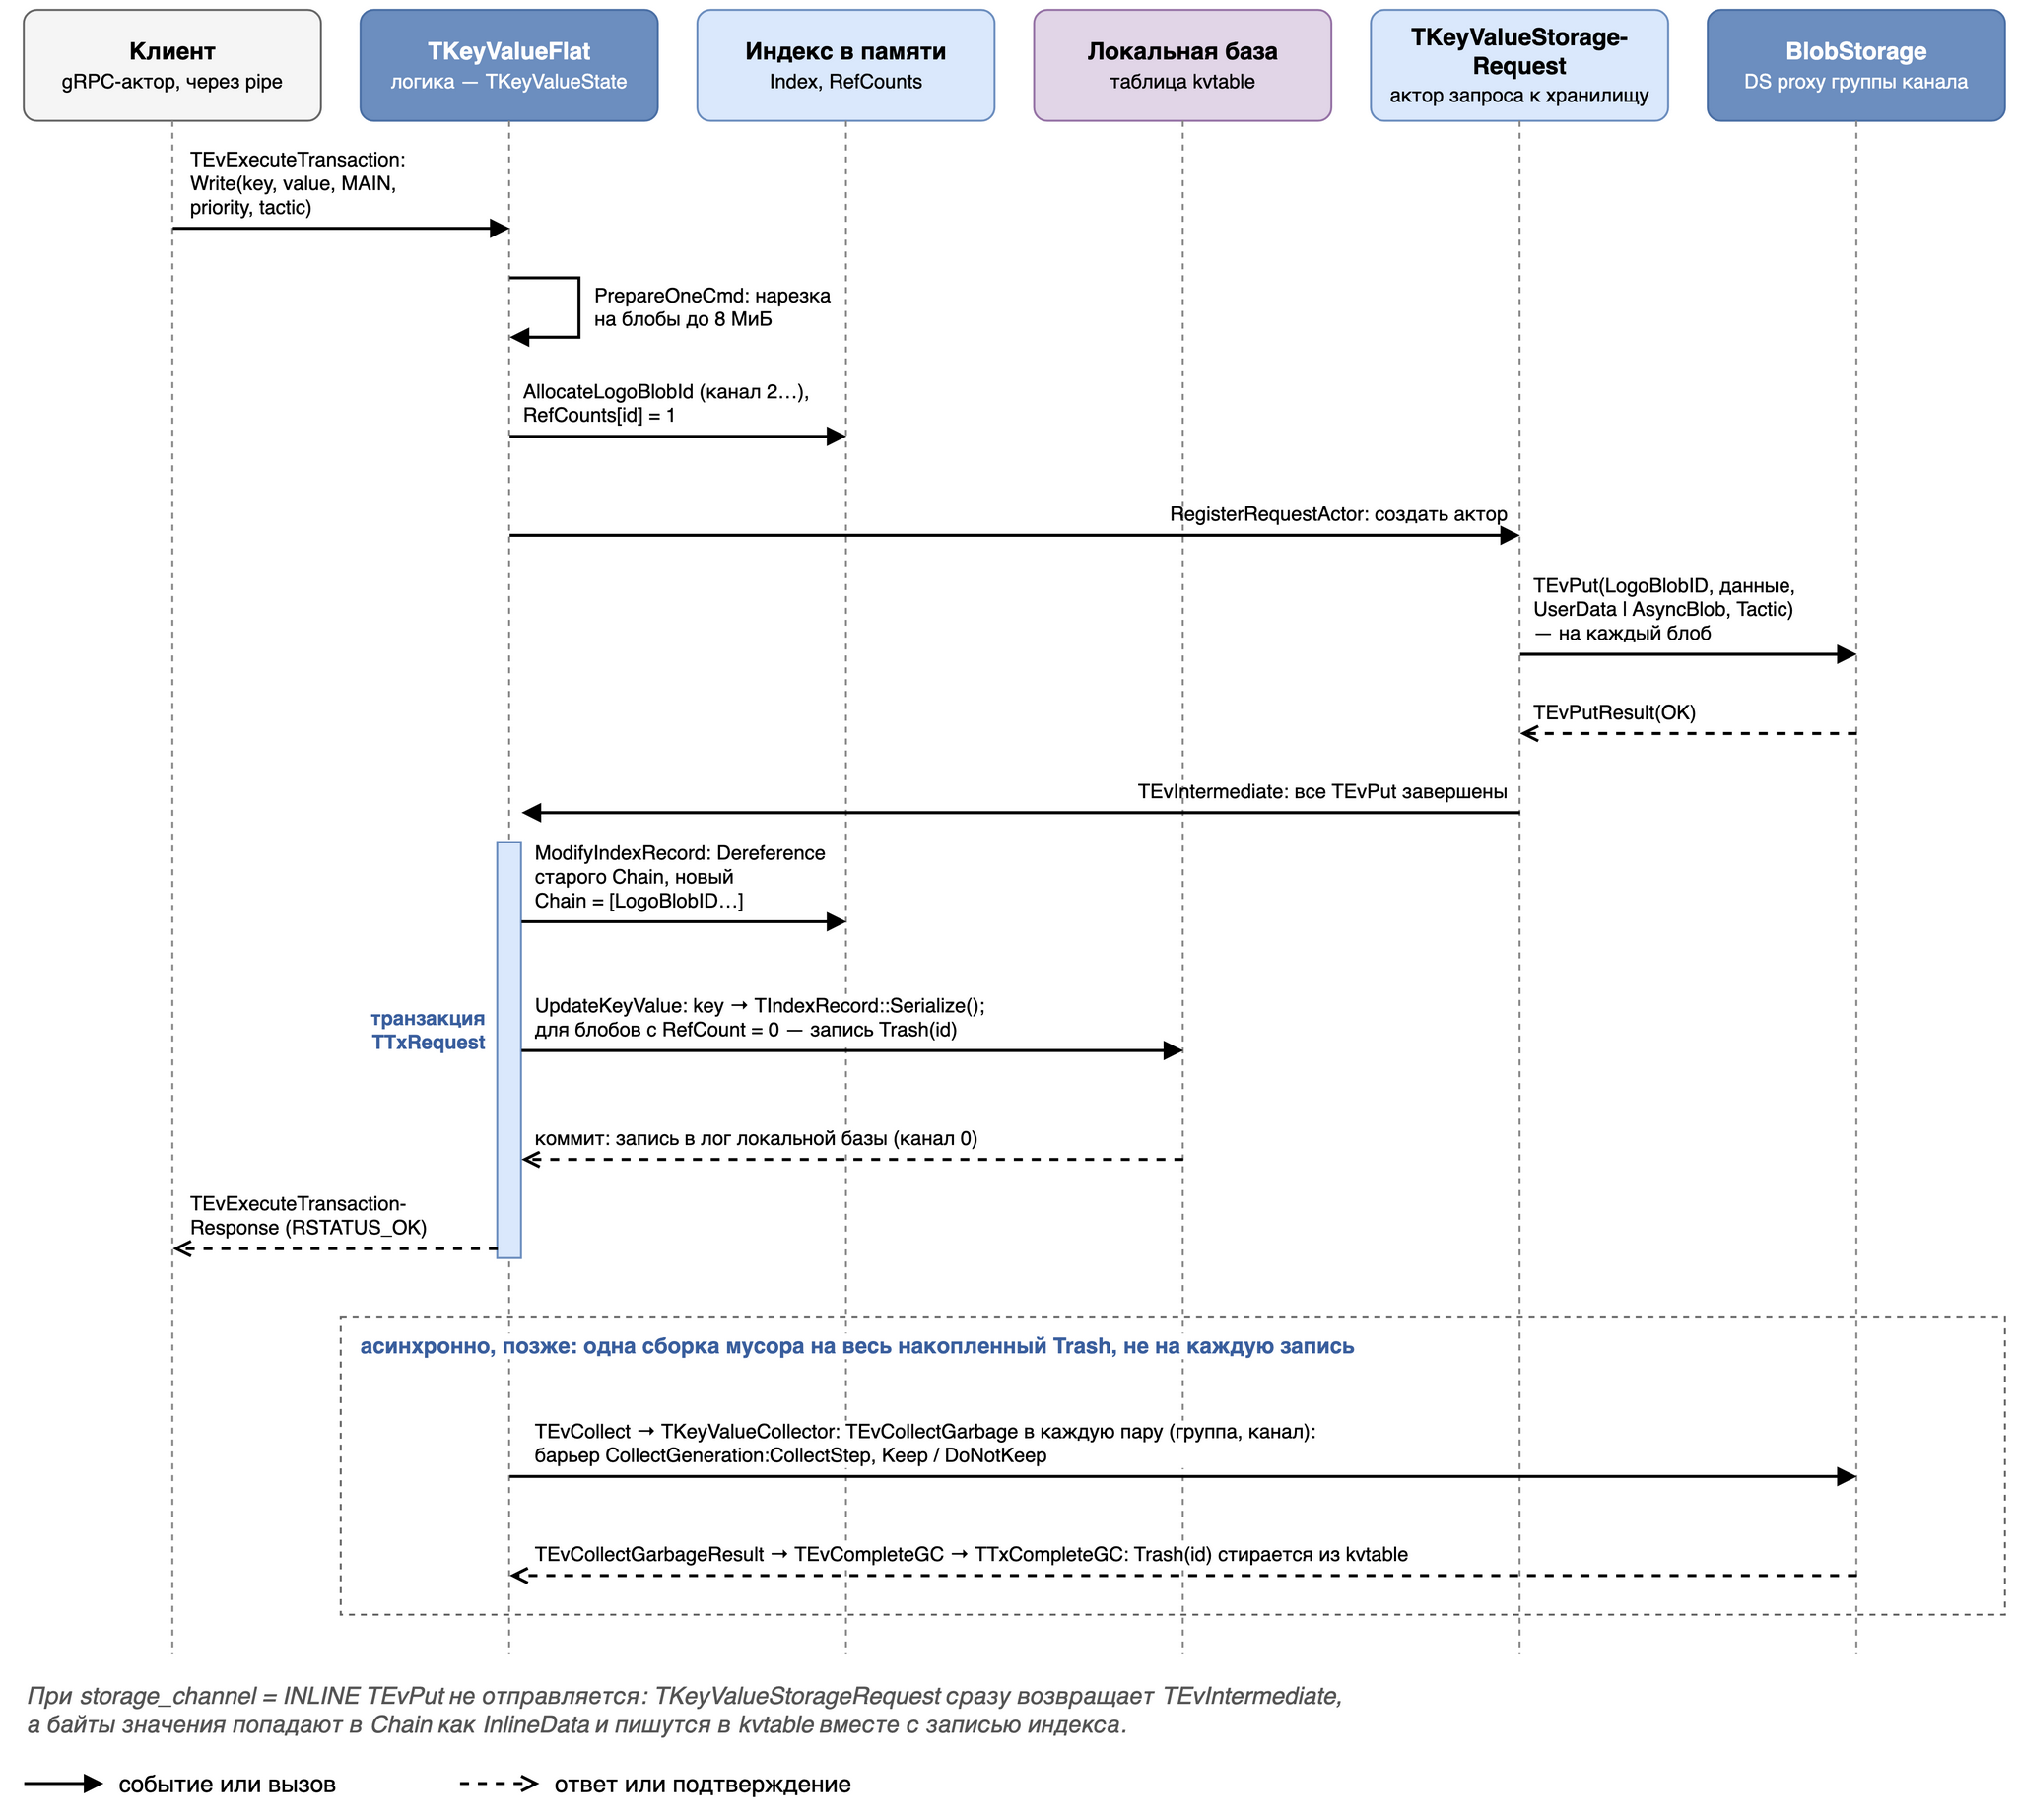 Клиент
gRPC-актор, через pipe
TKeyValueFlat
логика — TKeyValueState
Индекс в памяти
Index, RefCounts
Локальная база
таблица kvtable
TKeyValueStorage-
Request
актор запроса к хранилищу
BlobStorage
DS proxy группы канала
TEvExecuteTransaction:
Write(key, value, MAIN,
priority, tactic)
PrepareOneCmd: нарезка
на блобы до 8 МиБ
AllocateLogoBlobId (канал 2…),
RefCounts[id] = 1
RegisterRequestActor: создать актор
TEvPut(LogoBlobID, данные,
UserData | AsyncBlob, Tactic)
— на каждый блоб
TEvPutResult(OK)
TEvIntermediate: все TEvPut завершены
ModifyIndexRecord: Dereference
старого Chain, новый
Chain = [LogoBlobID…]
транзакция
TTxRequest
UpdateKeyValue: key → TIndexRecord::Serialize();
для блобов с RefCount = 0 — запись Trash(id)
коммит: запись в лог локальной базы (канал 0)
TEvExecuteTransaction-
Response (RSTATUS_OK)
асинхронно, позже: одна сборка мусора на весь накопленный Trash, не на каждую запись
TEvCollect → TKeyValueCollector: TEvCollectGarbage в каждую пару (группа, канал):
барьер CollectGeneration:CollectStep, Keep / DoNotKeep
TEvCollectGarbageResult → TEvCompleteGC → TTxCompleteGC: Trash(id) стирается из kvtable
При storage_channel = INLINE TEvPut не отправляется: TKeyValueStorageRequest сразу возвращает TEvIntermediate,
а байты значения попадают в Chain как InlineData и пишутся в kvtable вместе с записью индекса.
событие или вызов
ответ или подтверждение